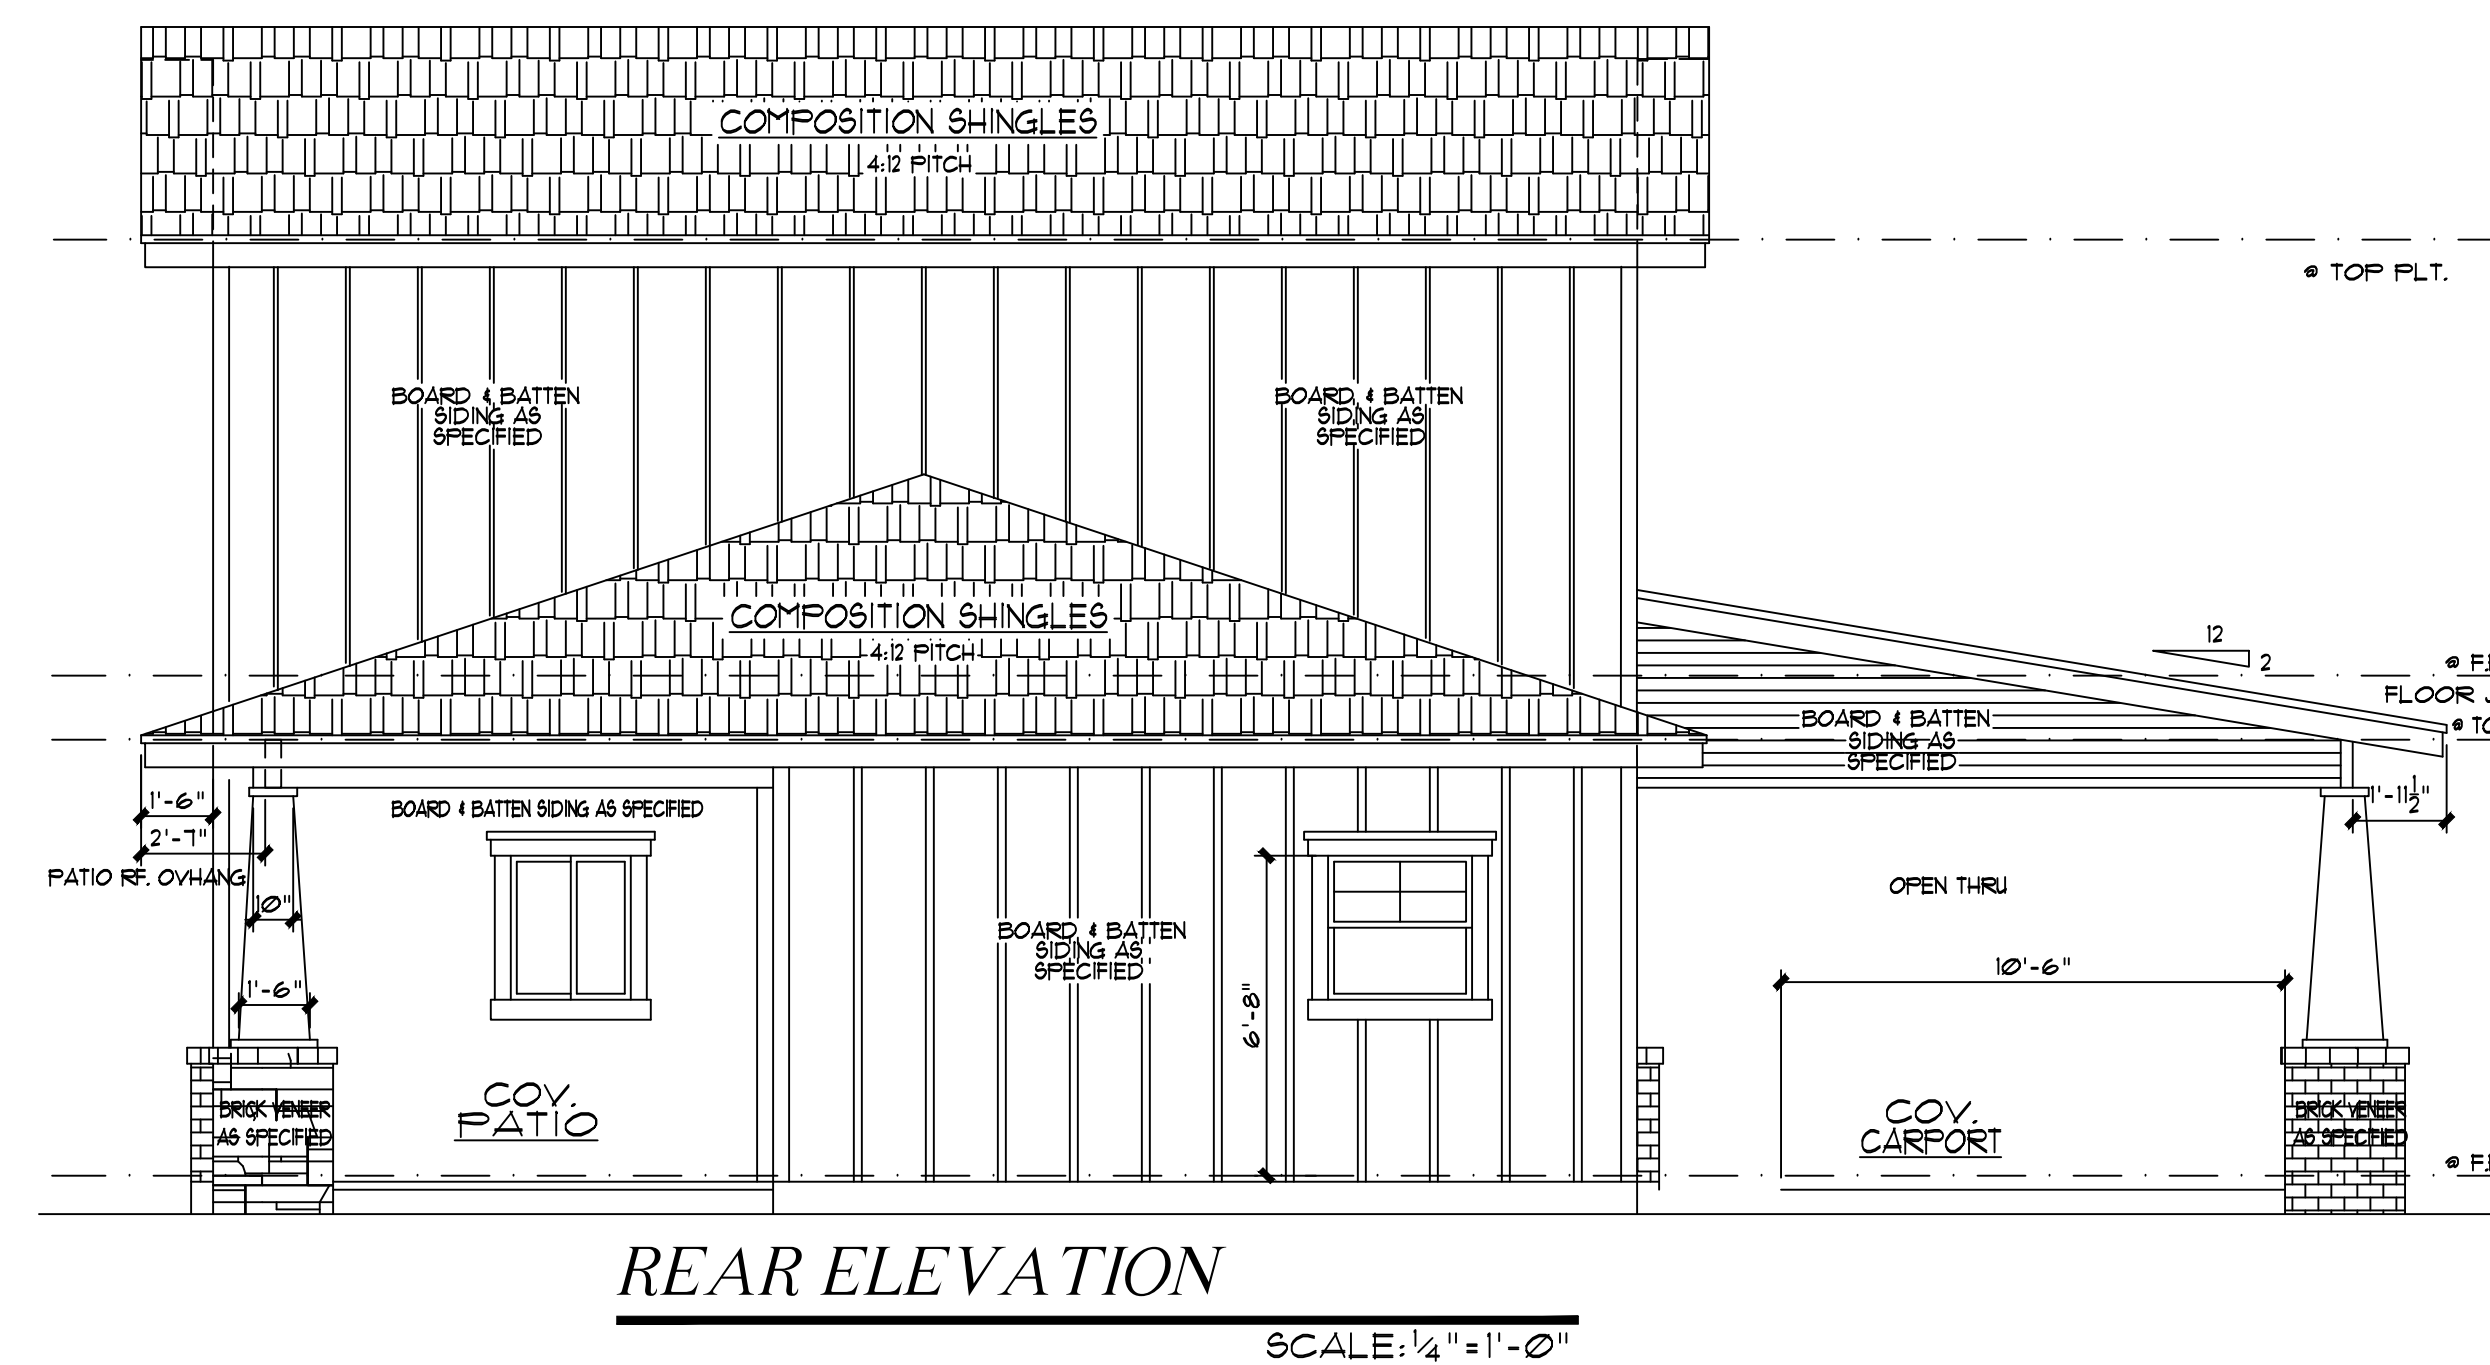 COMPOSITION SHINGLES
4:12 PITCH
@ TOP PLT.
BOARD & BATTEN
SIDING AS
SPECIFIED
BOARD & BATTEN
SIDING AS
SPECIFIED
COMPOSITION SHINGLES
4:12 PITCH
12
2
@ F.
FLOOR
@ TO
BOARD & BATTEN
SIDING AS
SPECIFIED
1'-6"
2'-7"
PATIO RF. OVHANG
BOARD & BATTEN SIDING AS SPECIFIED
1'-11 1/2"
10"
OPEN THRU
BOARD & BATTEN
SIDING AS
SPECIFIED
1'-6"
6'-8"
10'-6"
COV.
PATIO
BRICK VENEER
AS SPECIFIED
COV.
CARPORT
BRICK VENEER
AS SPECIFIED
@ F.
REAR ELEVATION
SCALE: 1/4"=1'-0"